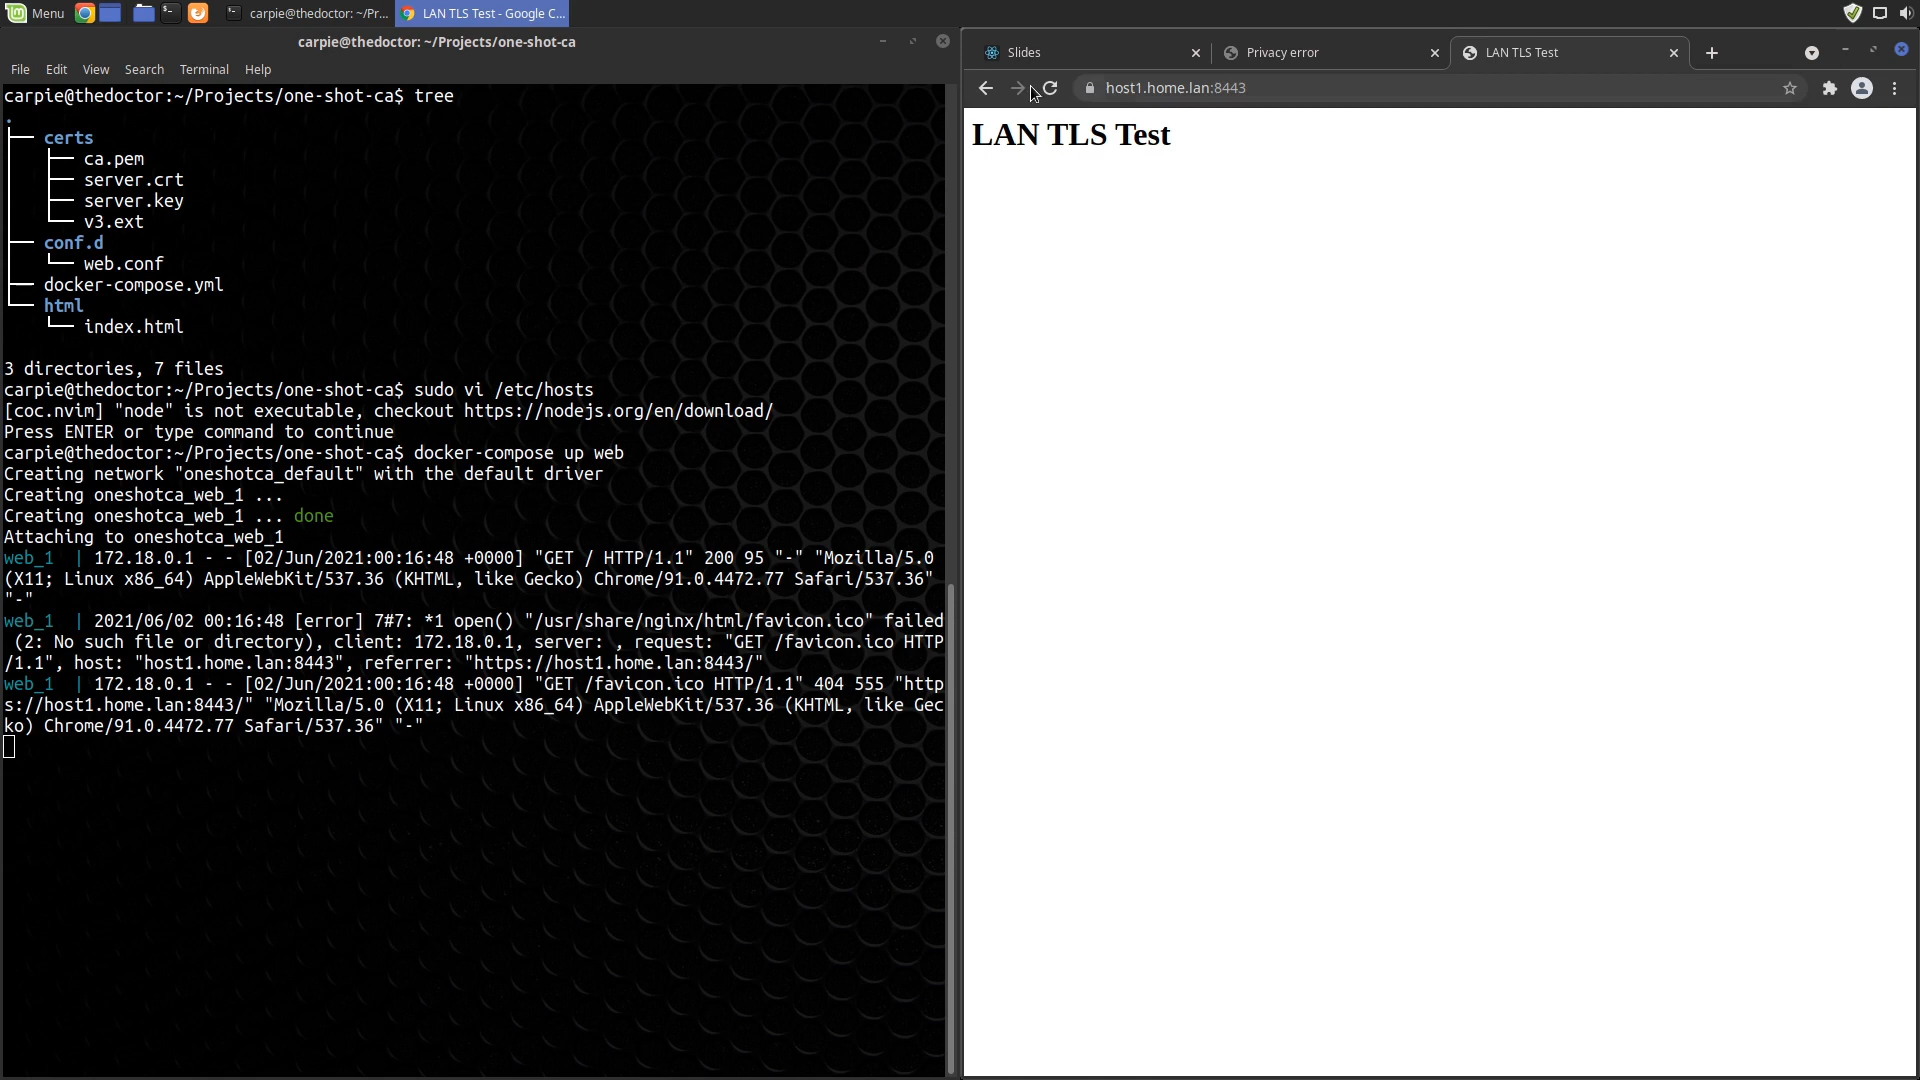 Menu
carpie@thedoctor: ~/Pr...
LAN TLS Test - Google C...
carpie@thedoctor: ~/Projects/one-shot-ca
File Edit View Search Terminal Help
carpie@thedoctor:~/Projects/one-shot-ca$ tree
.
├── certs
│   ├── ca.pem
│   ├── server.crt
│   ├── server.key
│   └── v3.ext
├── conf.d
│   └── web.conf
├── docker-compose.yml
└── html
    └── index.html
3 directories, 7 files
carpie@thedoctor:~/Projects/one-shot-ca$ sudo vi /etc/hosts
[coc.nvim] "node" is not executable, checkout https://nodejs.org/en/download/
Press ENTER or type command to continue
carpie@thedoctor:~/Projects/one-shot-ca$ docker-compose up web
Creating network "oneshotca_default" with the default driver
Creating oneshotca_web_1 ...
Creating oneshotca_web_1 ... done
Attaching to oneshotca_web_1
web_1  | 172.18.0.1 - - [02/Jun/2021:00:16:48 +0000] "GET / HTTP/1.1" 200 95 "-" "Mozilla/5.0
(X11; Linux x86_64) AppleWebKit/537.36 (KHTML, like Gecko) Chrome/91.0.4472.77 Safari/537.36"
"-"
web_1  | 2021/06/02 00:16:48 [error] 7#7: *1 open() "/usr/share/nginx/html/favicon.ico" failed
 (2: No such file or directory), client: 172.18.0.1, server: , request: "GET /favicon.ico HTTP
/1.1", host: "host1.home.lan:8443", referrer: "https://host1.home.lan:8443/"
web_1  | 172.18.0.1 - - [02/Jun/2021:00:16:48 +0000] "GET /favicon.ico HTTP/1.1" 404 555 "http
s://host1.home.lan:8443/" "Mozilla/5.0 (X11; Linux x86_64) AppleWebKit/537.36 (KHTML, like Gec
ko) Chrome/91.0.4472.77 Safari/537.36" "-"
Slides
Privacy error
LAN TLS Test
host1.home.lan:8443
LAN TLS Test